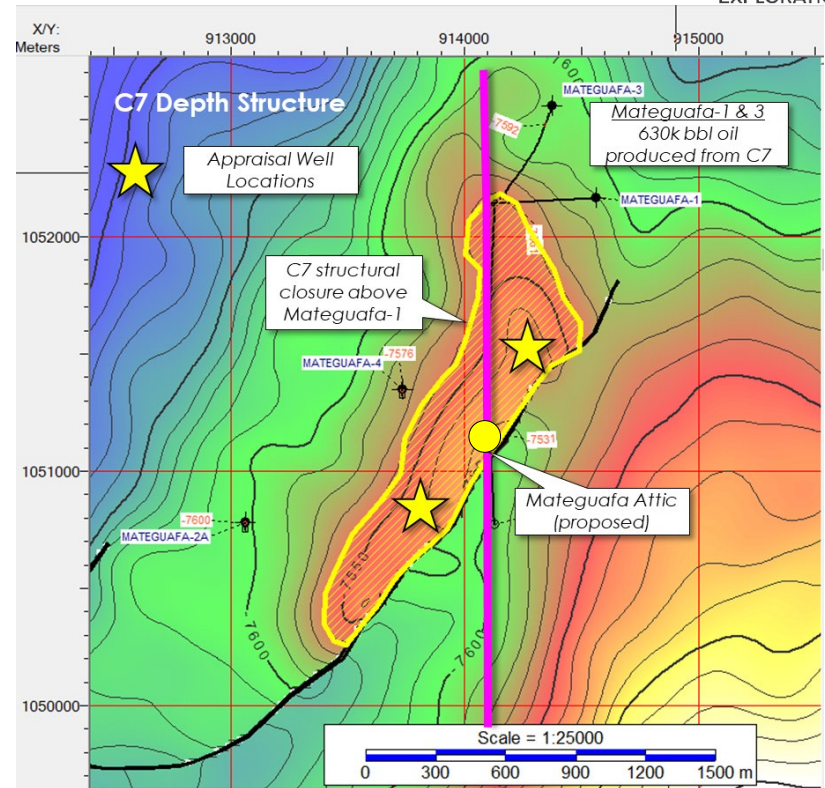 EXPLORATIO
X/Y:
Meters
913000
914000
915000
C7 Depth Structure
Appraisal Well
Locations
1600
MATEGUAFA-3
-7592
Mateguafa-1 & 3
630k bbl oil
produced from C7
MATEGUAFA-1
1052000
C7 structural
closure above
Mateguafa-1
MATEGUAFA-4
-7576
-7531
1051000
Mateguafa Attic
(proposed)
-7600
MATEGUAFA-2A
7550
-7600
-7600
1050000
Scale = 1:25000
0 300 600 900 1200 1500 m